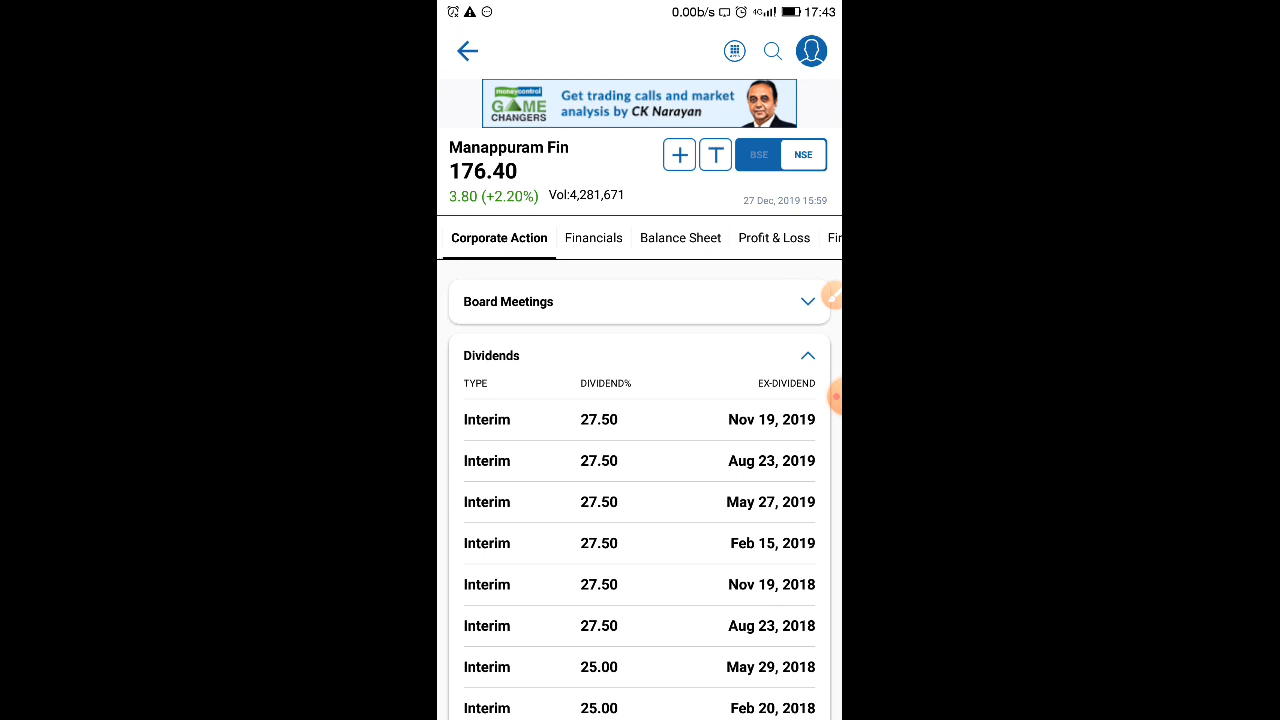 0.00b/s 4G 17:43
APPS
moneycontrol
GAME
CHANGERS
Get trading calls and market
analysis by CK Narayan
Manappuram Fin
176.40
3.80 (+2.20%) Vol:4,281,671
T
BSE NSE
27 Dec, 2019 15:59
Corporate Action Financials Balance Sheet Profit & Loss Fir
Board Meetings
Dividends
TYPE DIVIDEND% EX-DIVIDEND
Interim 27.50 Nov 19, 2019
Interim 27.50 Aug 23, 2019
Interim 27.50 May 27, 2019
Interim 27.50 Feb 15, 2019
Interim 27.50 Nov 19, 2018
Interim 27.50 Aug 23, 2018
Interim 25.00 May 29, 2018
Interim 25.00 Feb 20, 2018